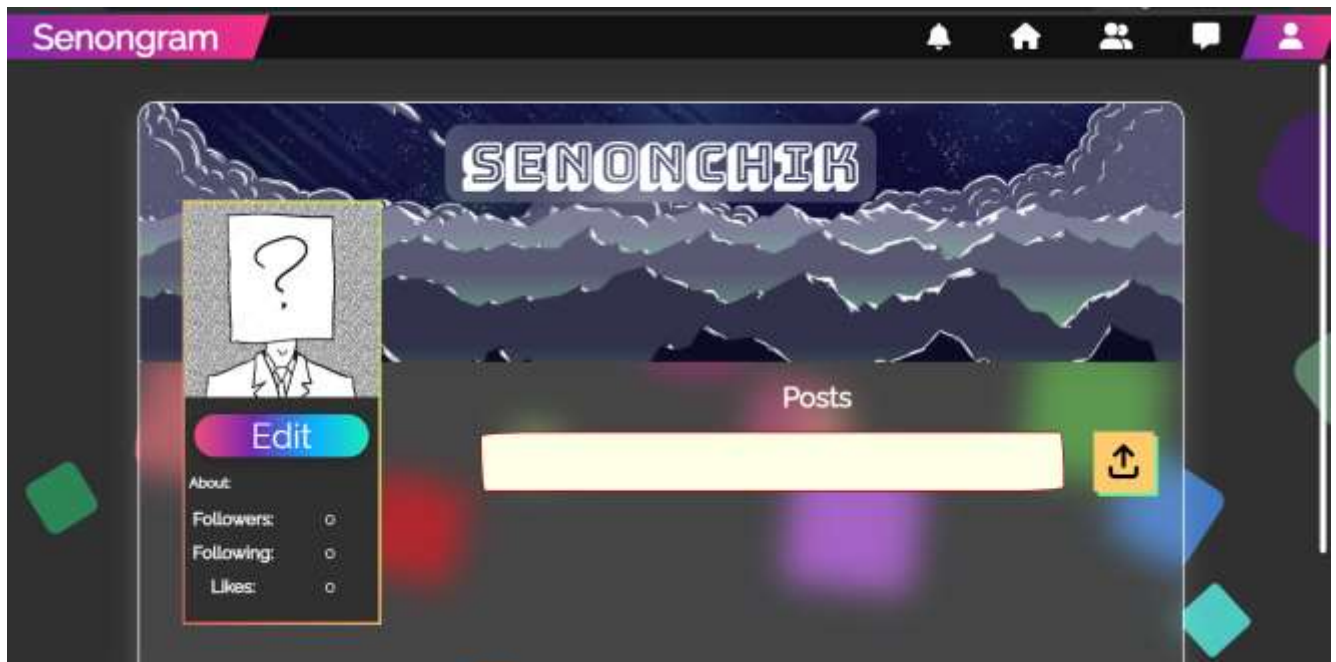 Senongram
SENONCHIK
?
Edit
Posts
About:
Followers: 0
Following: 0
Likes: 0